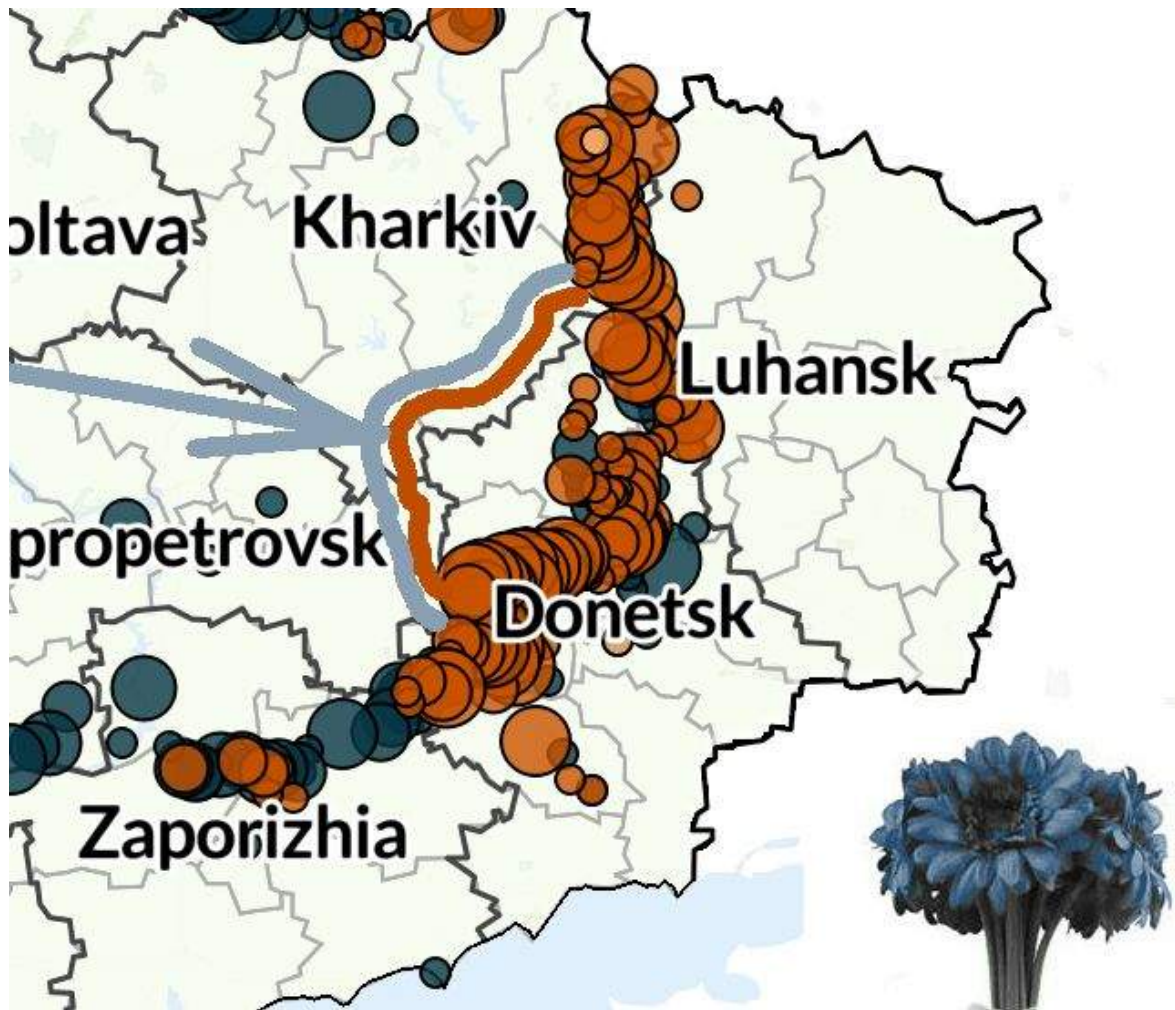 Kharkiv
oltava
Luhansk
propetrovsk
Donetsk
Zaporizhia